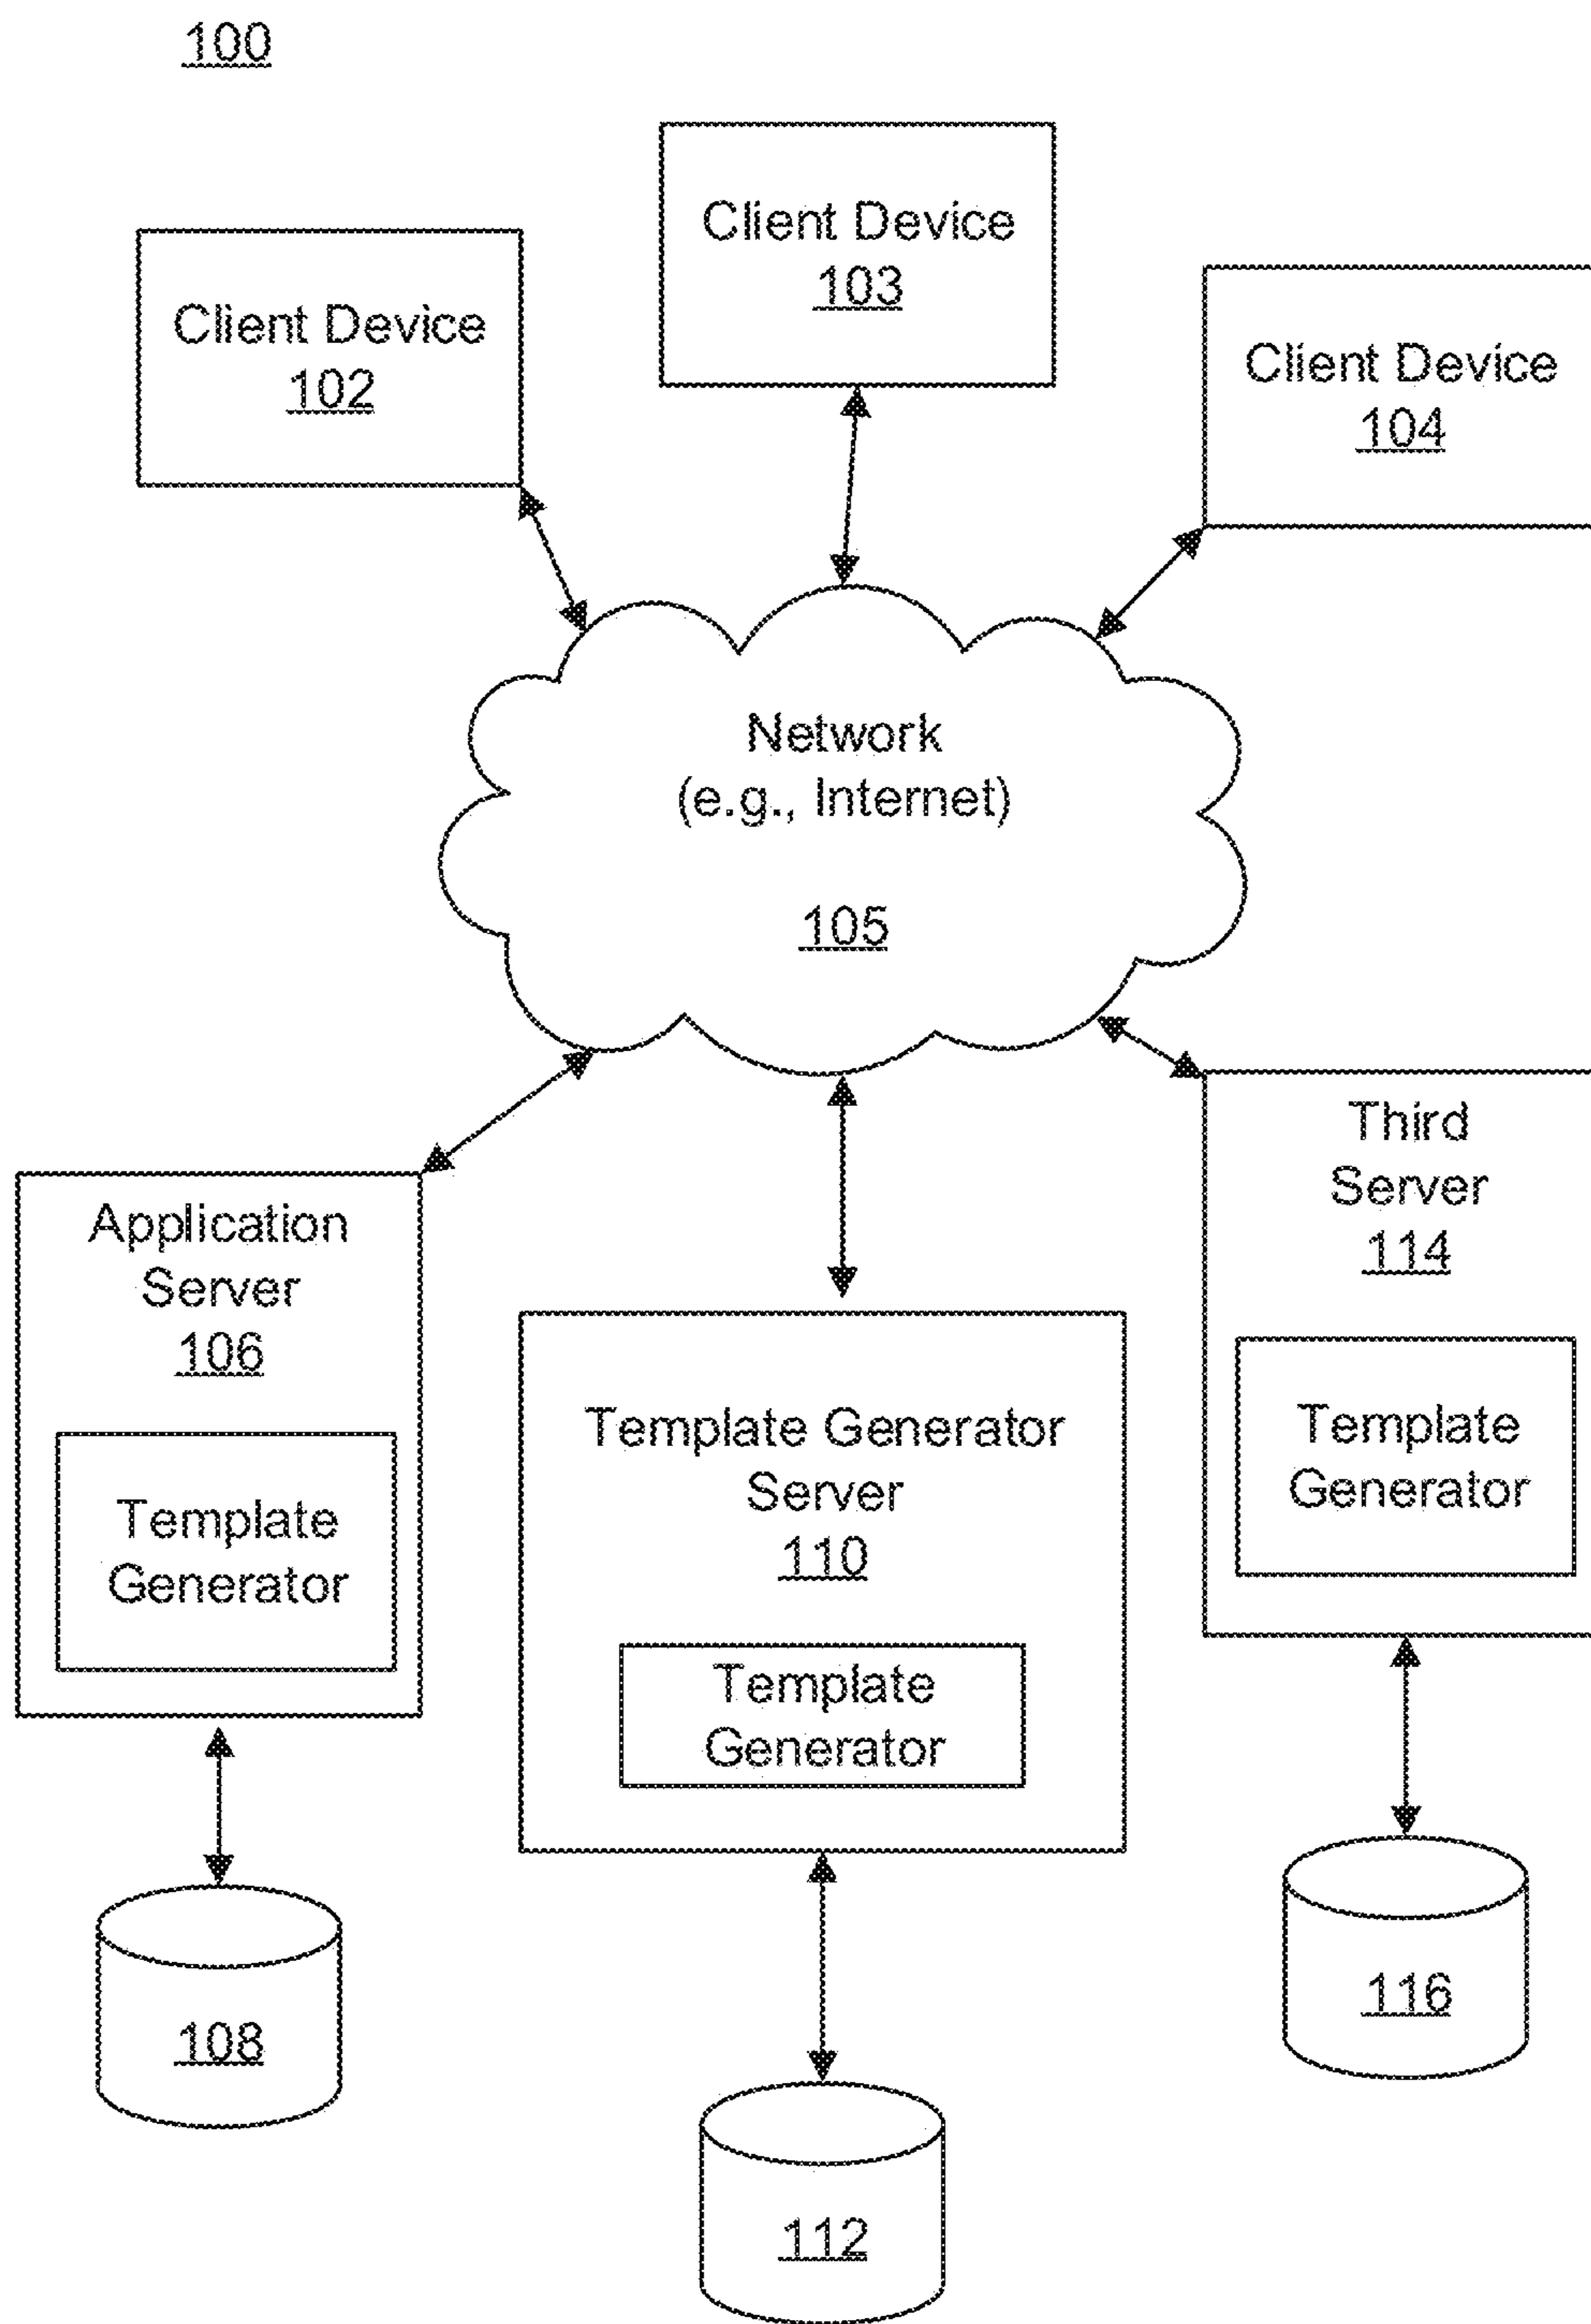 100
Client Device
103
Client Device
102
Client Device
104
Network
(e.g., Internet)
105
Application
Server
106
Template
Generator
Template Generator
Server
110
Template
Generator
Third
Server
114
Template
Generator
108
112
116